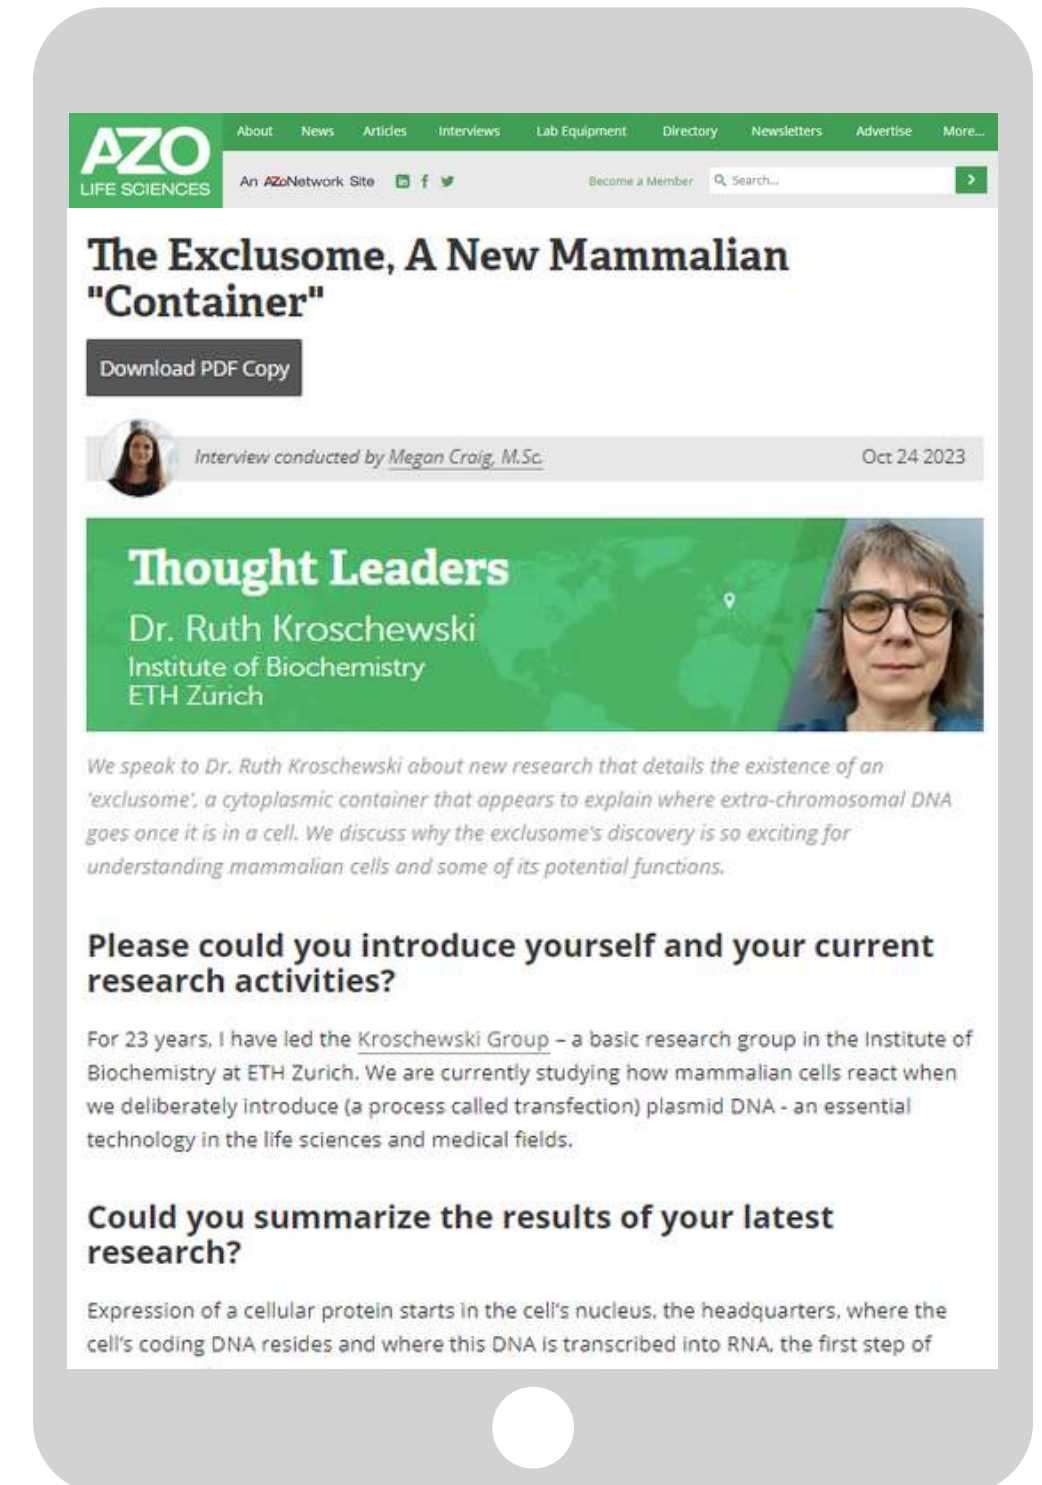 AZO
LIFE SCIENCES
About News Articles Interviews Lab Equipment Directory Newsletters Advertise More...
An AZoNetwork Site
Become a Member
Search...
The Exclusome, A New Mammalian
"Container"
Download PDF Copy
Interview conducted by Megan Craig, M.Sc.
Oct 24 2023
Thought Leaders
Dr. Ruth Kroschewski
Institute of Biochemistry
ETH Zürich
We speak to Dr. Ruth Kroschewski about new research that details the existence of an
'exclusome', a cytoplasmic container that appears to explain where extra-chromosomal DNA
goes once it is in a cell. We discuss why the exclusome's discovery is so exciting for
understanding mammalian cells and some of its potential functions.
Please could you introduce yourself and your current
research activities?
For 23 years, I have led the Kroschewski Group – a basic research group in the Institute of
Biochemistry at ETH Zurich. We are currently studying how mammalian cells react when
we deliberately introduce (a process called transfection) plasmid DNA - an essential
technology in the life sciences and medical fields.
Could you summarize the results of your latest
research?
Expression of a cellular protein starts in the cell's nucleus, the headquarters, where the
cell's coding DNA resides and where this DNA is transcribed into RNA, the first step of